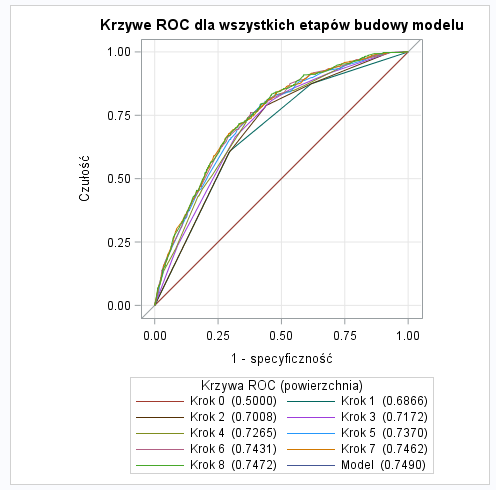 Krzywe ROC dla wszystkich etapów budowy modelu
1.00
0.75
0.50
0.25
0.00
Czułość
0.00 0.25 0.50 0.75 1.00
1 - specyficzność
Krzywa ROC (powierzchnia)
Krok 0 (0.5000) Krok 1 (0.6866)
Krok 2 (0.7008) Krok 3 (0.7172)
Krok 4 (0.7265) Krok 5 (0.7370)
Krok 6 (0.7431) Krok 7 (0.7462)
Krok 8 (0.7472) Model (0.7490)